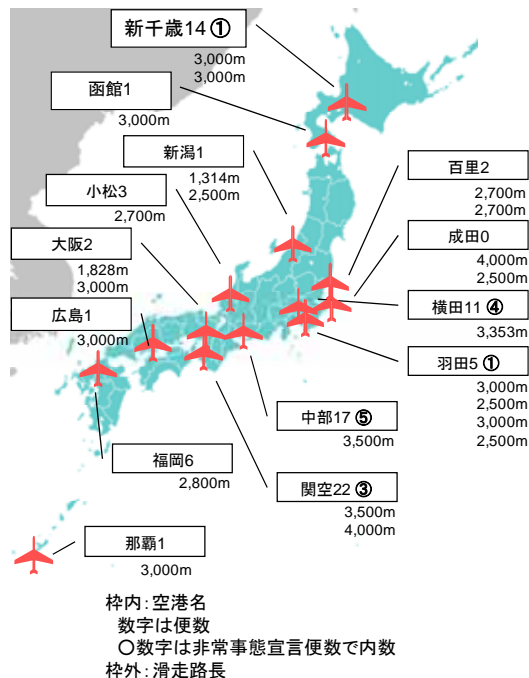 新千歳14 ①
3,000m
3,000m
函館1
3,000m
新潟1
1,314m
2,500m
小松3
2,700m
大阪2
1,828m
3,000m
広島1
3,000m
百里2
2,700m
2,700m
成田0
4,000m
2,500m
横田11 ④
3,353m
羽田5 ①
3,000m
2,500m
3,000m
2,500m
中部17 ⑤
3,500m
福岡6
2,800m
関空22 ③
3,500m
4,000m
那覇1
3,000m
枠内：空港名
数字は便数
〇数字は非常事態宣言便数で内数
枠外：滑走路長